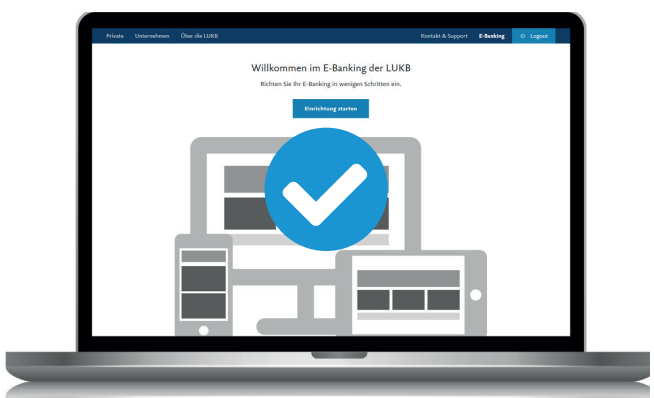 Private Unternehmen Über die LUKB Kontakt & Support E-Banking Logout
Willkommen im E-Banking der LUKB
Richten Sie Ihr E-Banking in wenigen Schritten ein.
Einrichtung starten